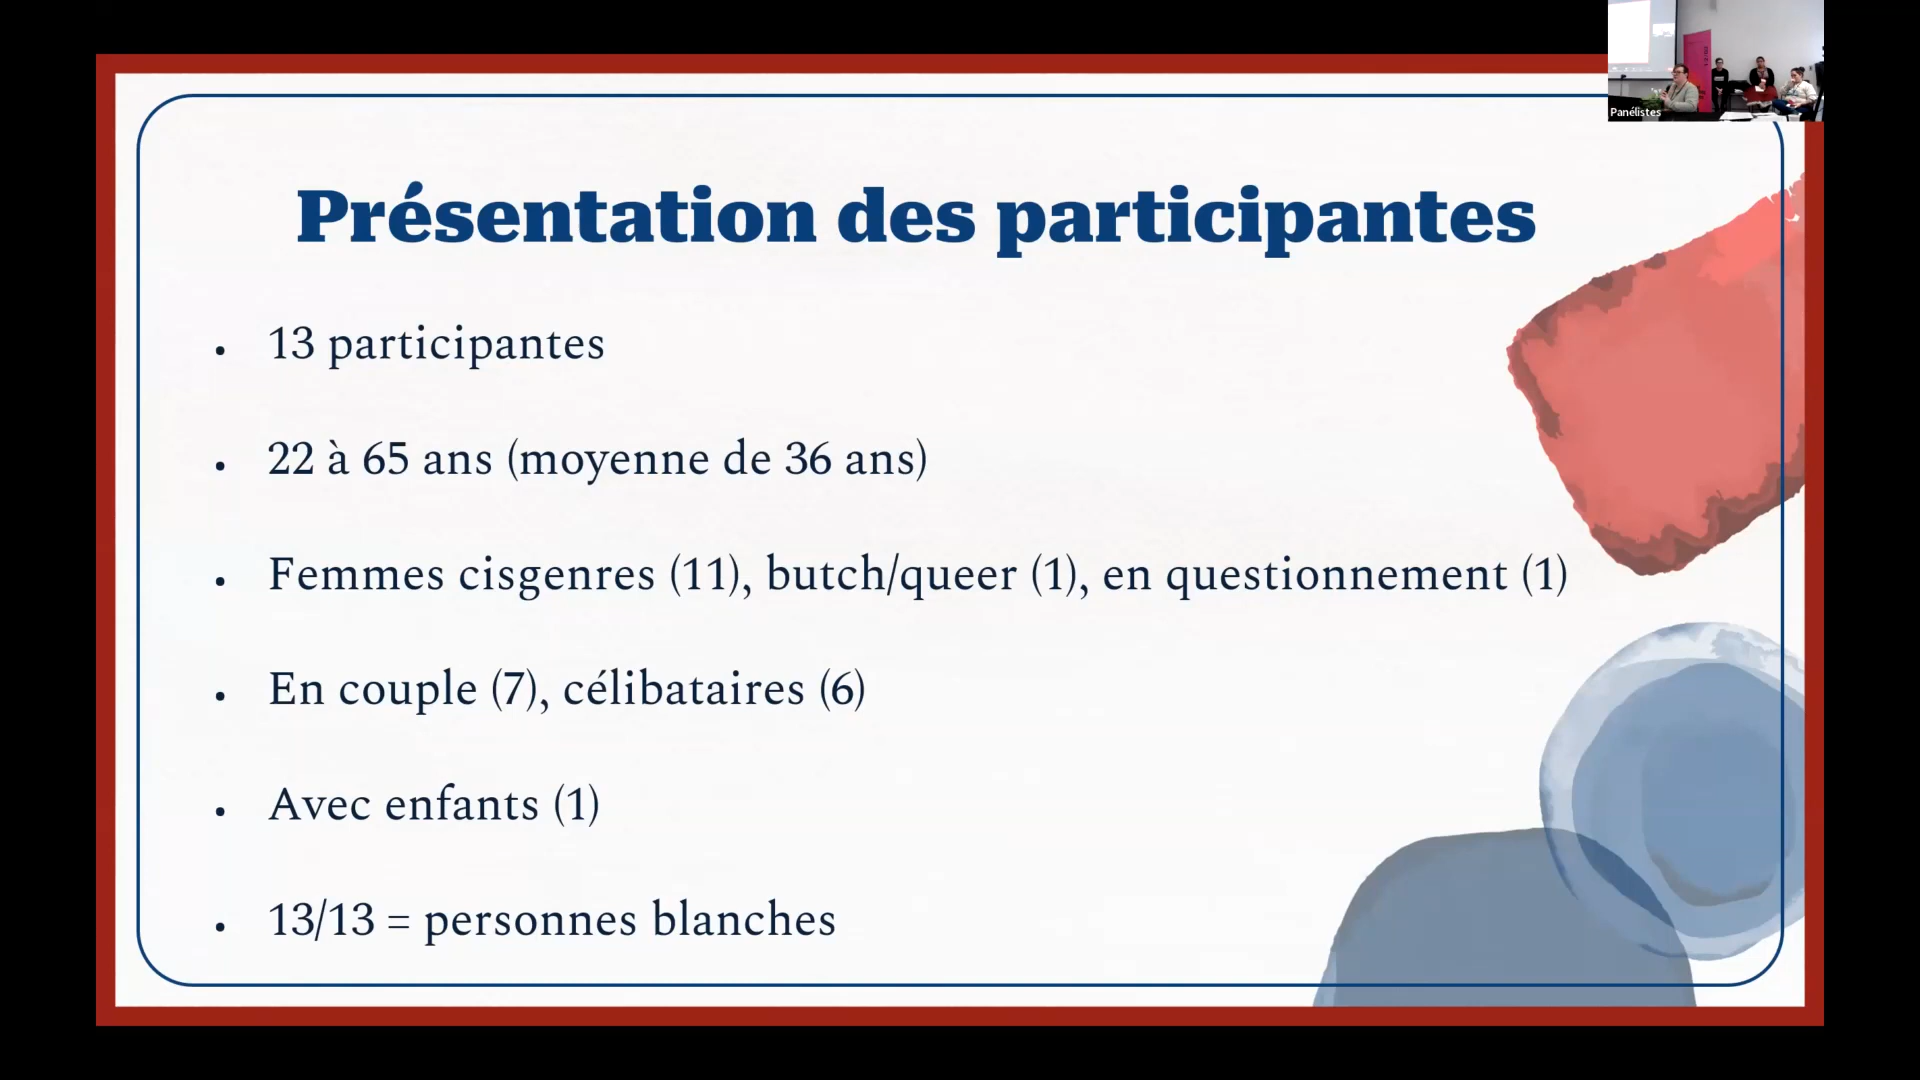 Panélistes
Présentation des participantes
• 13 participantes
• 22 à 65 ans (moyenne de 36 ans)
• Femmes cisgenres (11), butch/queer (1), en questionnement (1)
• En couple (7), célibataires (6)
• Avec enfants (1)
• 13/13 = personnes blanches